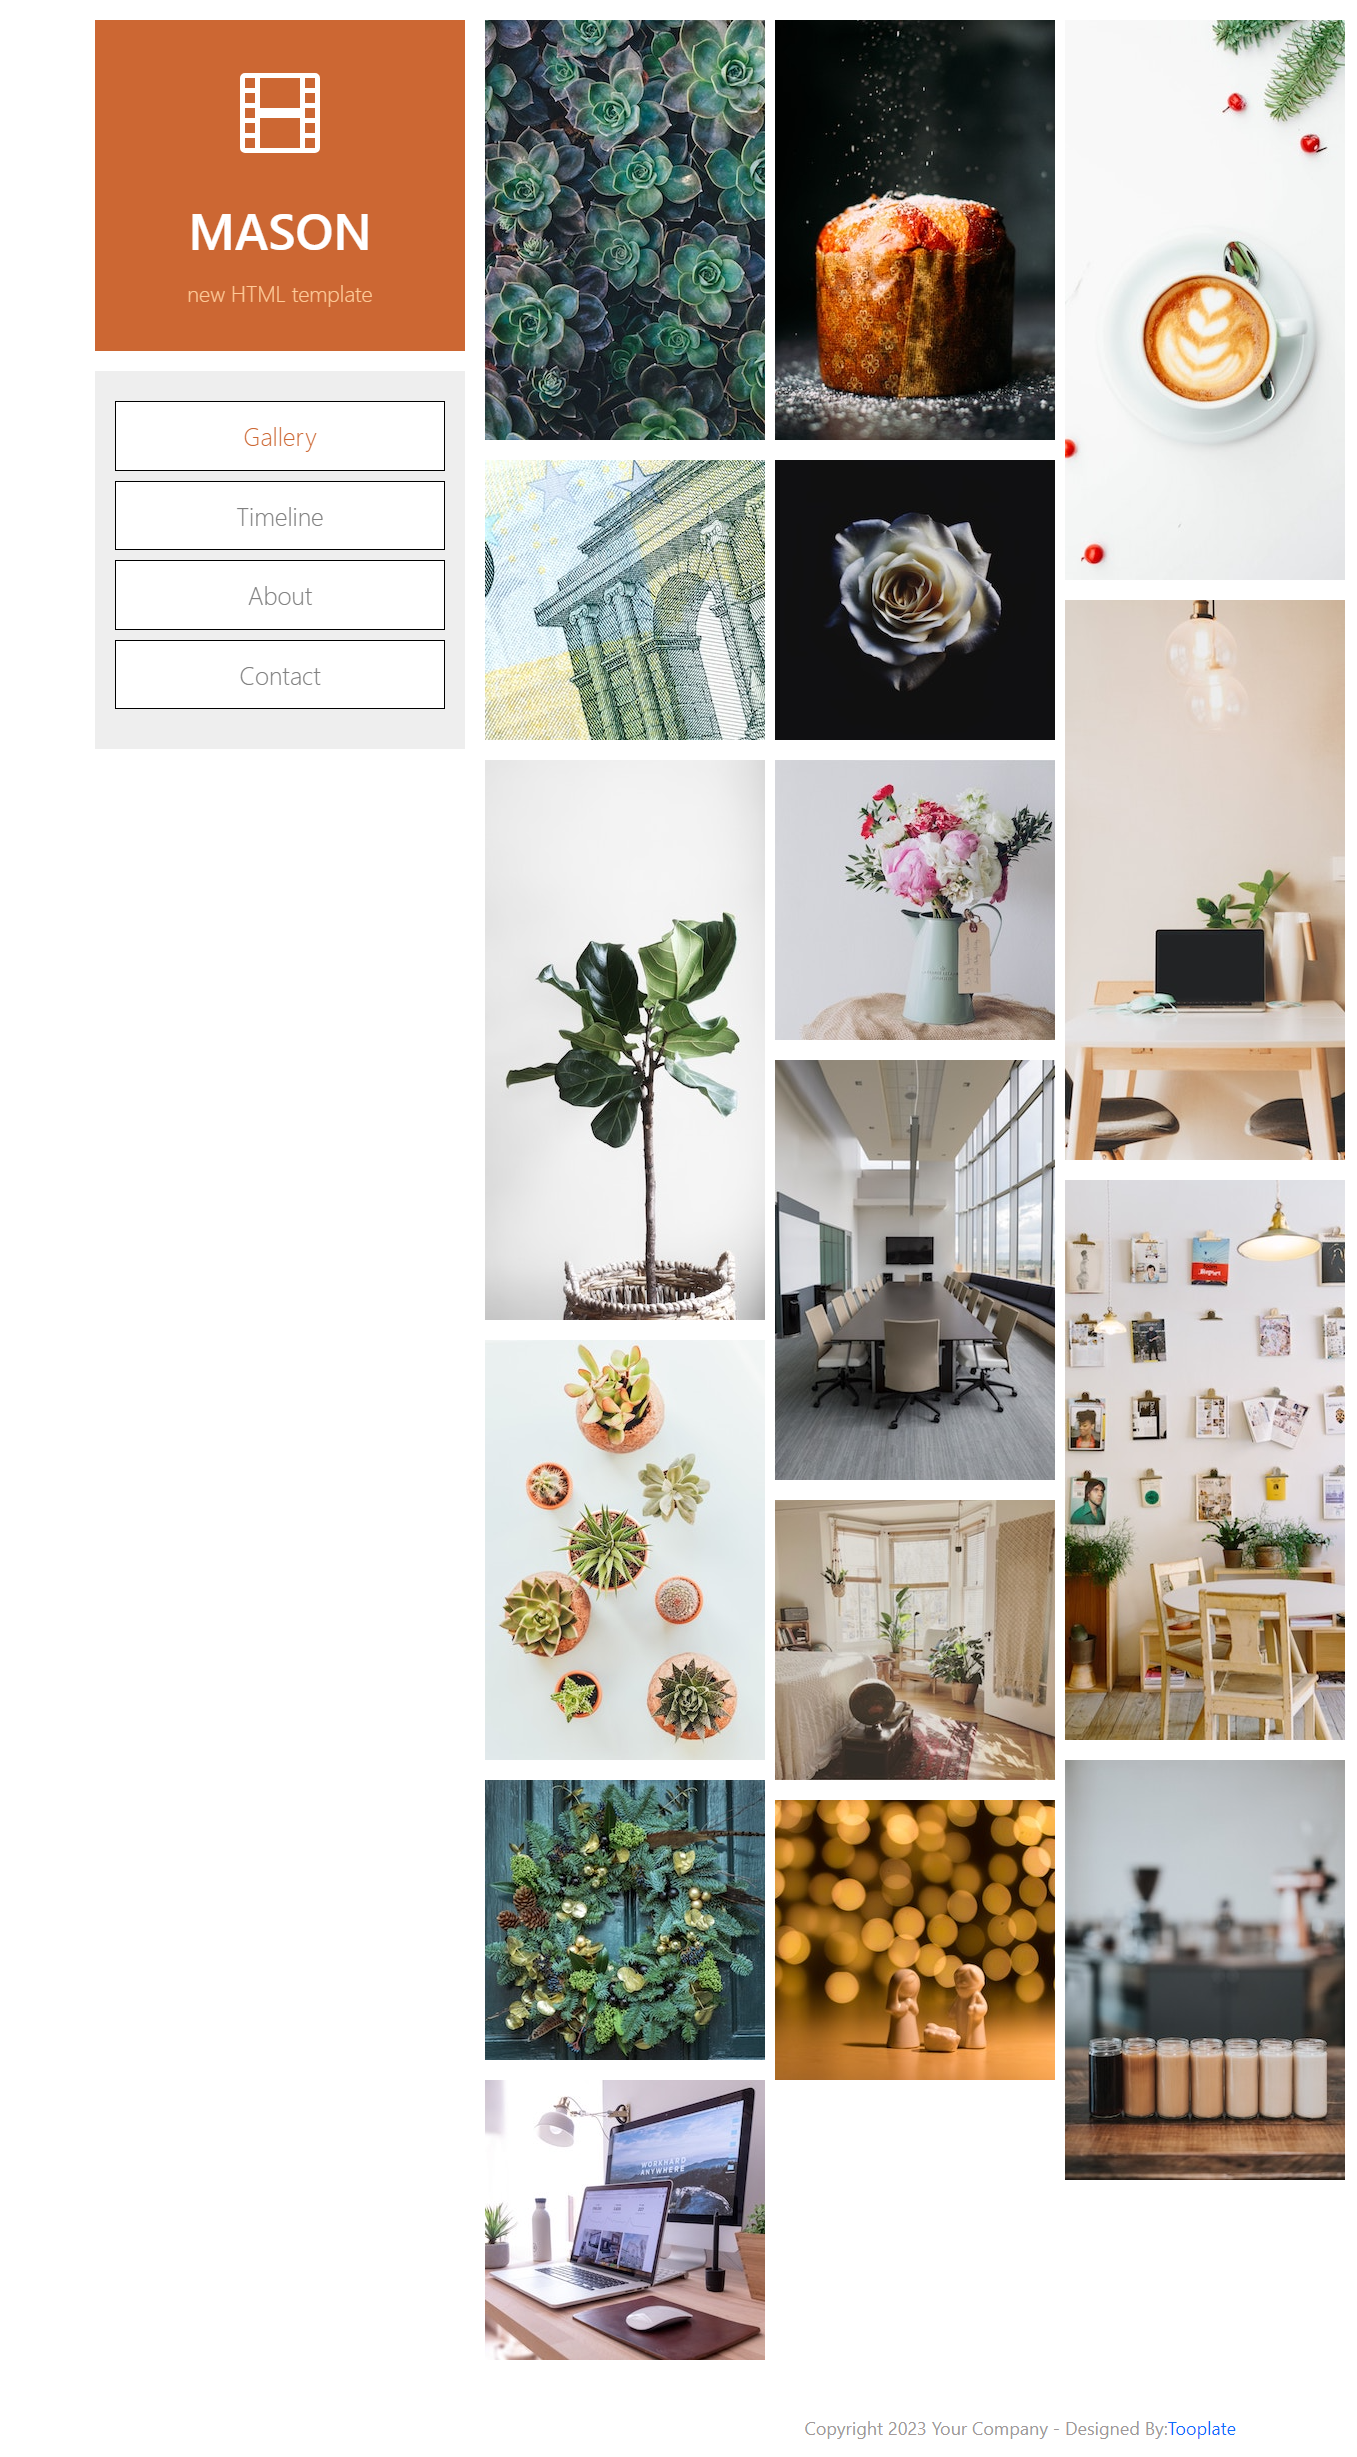 MASON
new HTML template
Gallery
Timeline
About
Contact
WORKHARD
ANYWHERE
Copyright 2023 Your Company - Designed By:Tooplate